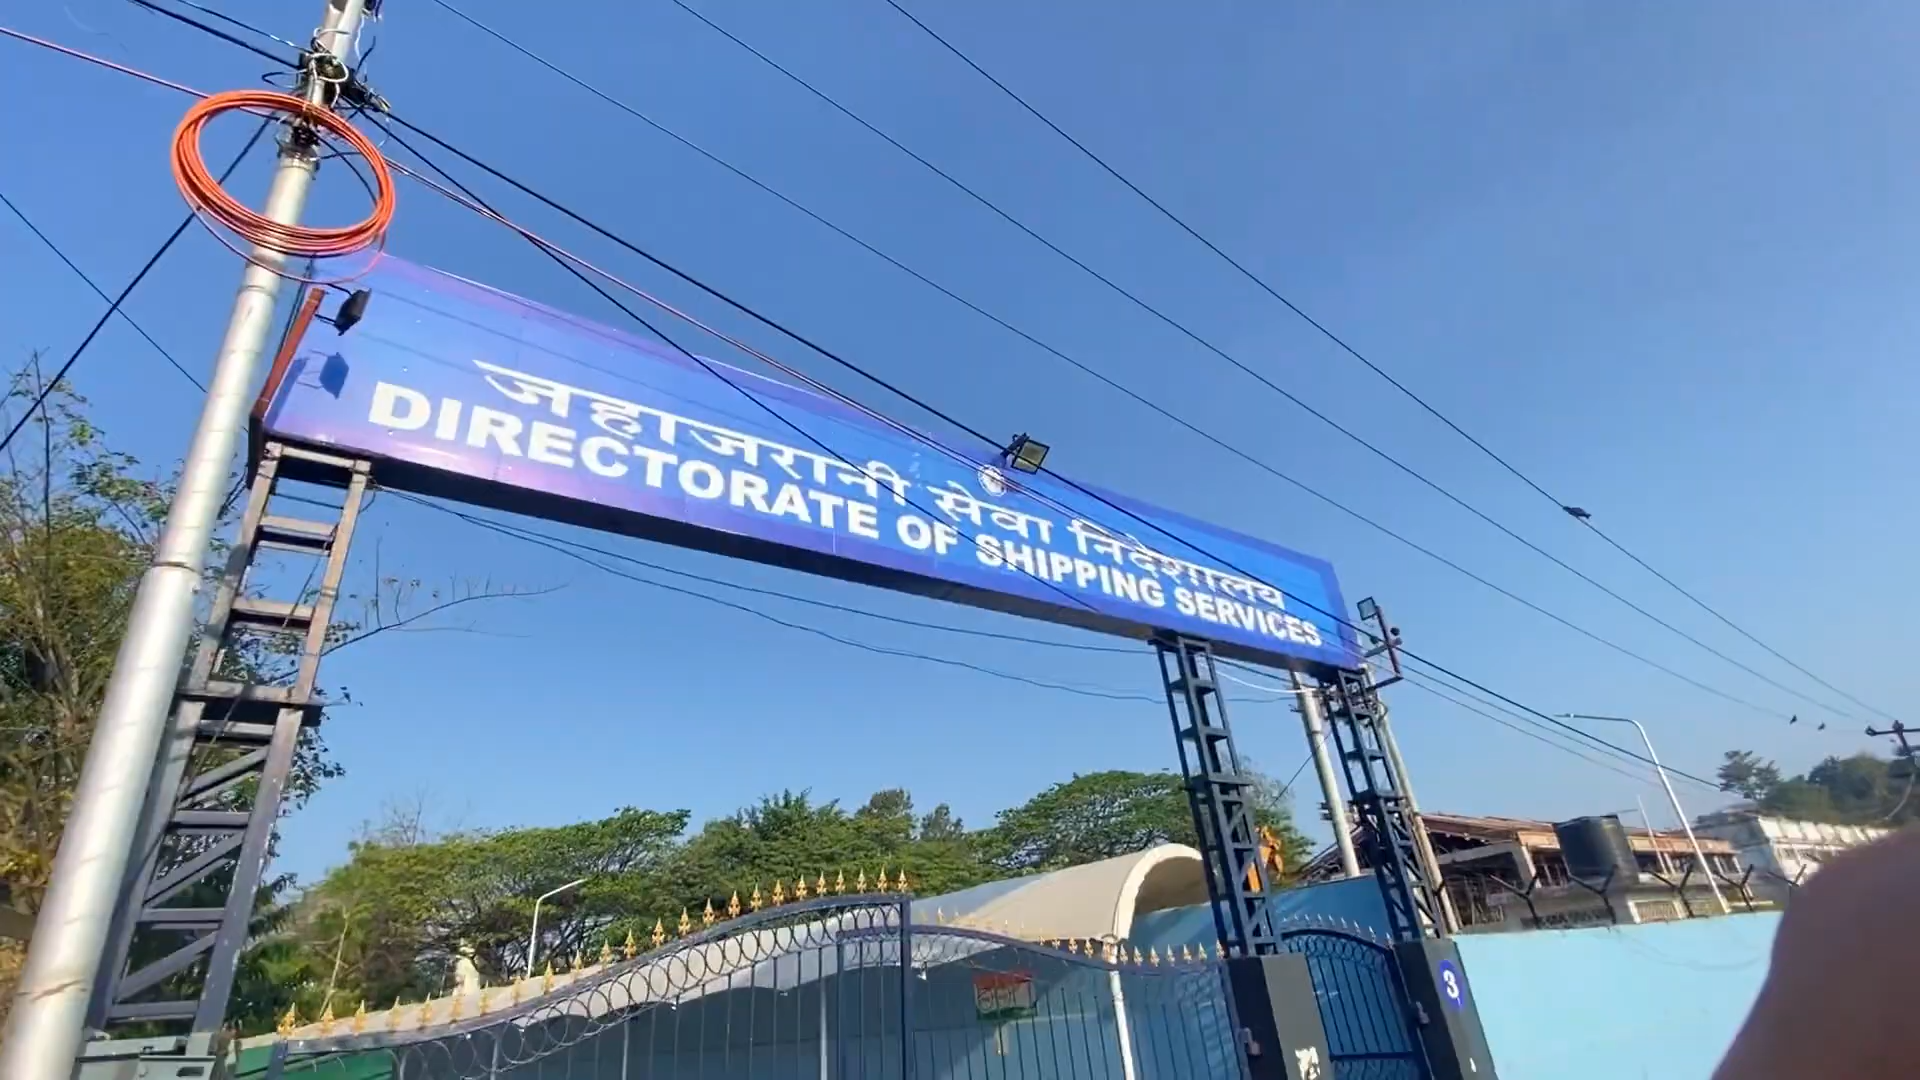 जहाजरानी सेवा निदेशालय
DIRECTORATE OF SHIPPING SERVICES
3